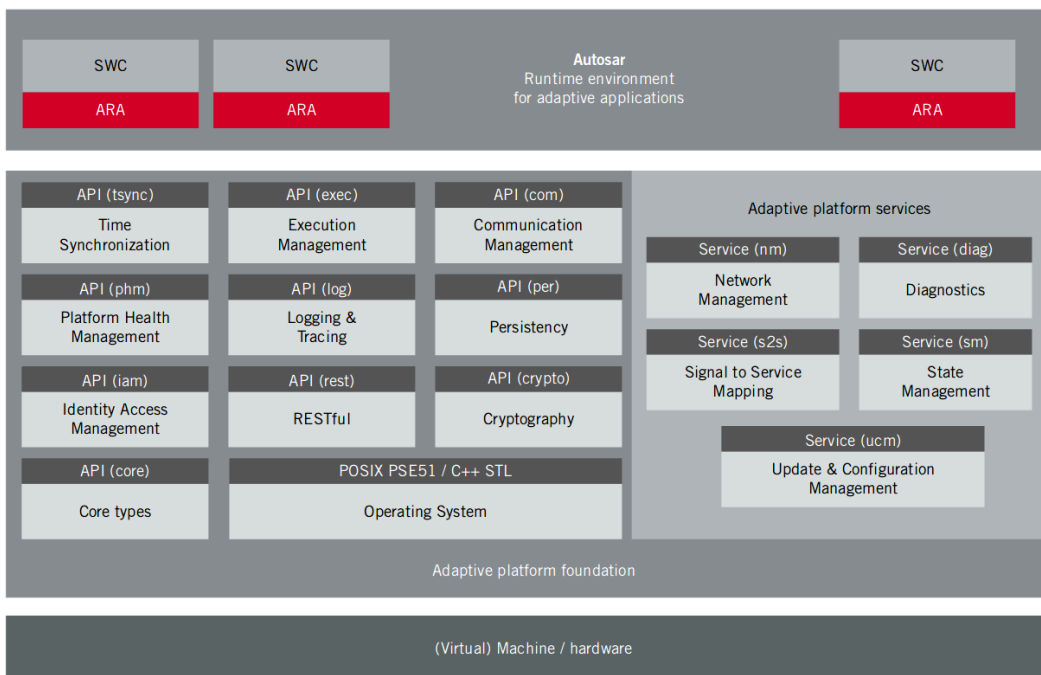 SWC
ARA
SWC
ARA
Autosar
Runtime environment
for adaptive applications
SWC
ARA
API (tsync)
Time
Synchronization
API (exec)
Execution
Management
API (com)
Communication
Management
API (phm)
Platform Health
Management
API (log)
Logging &
Tracing
API (per)
Persistency
API (iam)
Identity Access
Management
API (rest)
RESTful
API (crypto)
Cryptography
API (core)
Core types
POSIX PSE51 / C++ STL
Operating System
Adaptive platform services
Service (nm)
Network
Management
Service (diag)
Diagnostics
Service (s2s)
Signal to Service
Mapping
Service (sm)
State
Management
Service (ucm)
Update & Configuration
Management
Adaptive platform foundation
(Virtual) Machine / hardware